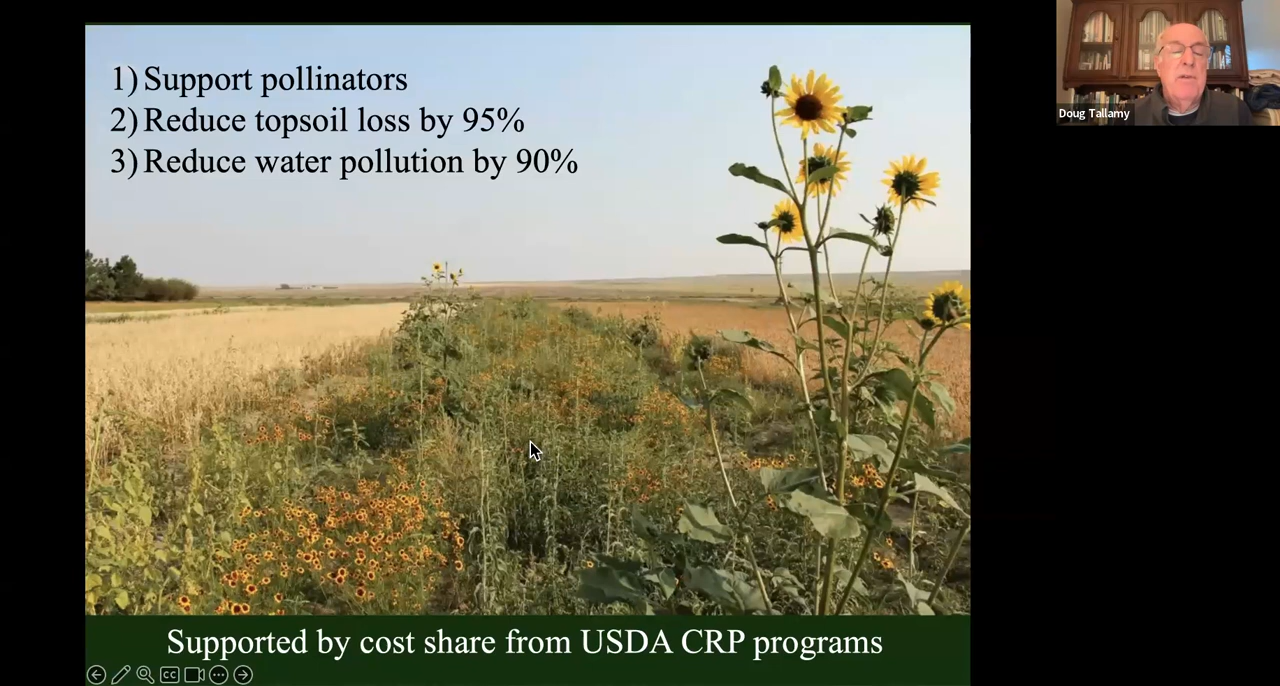 1) Support pollinators
2) Reduce topsoil loss by 95%
3) Reduce water pollution by 90%
Doug Tallamy
Supported by cost share from USDA CRP programs
CC